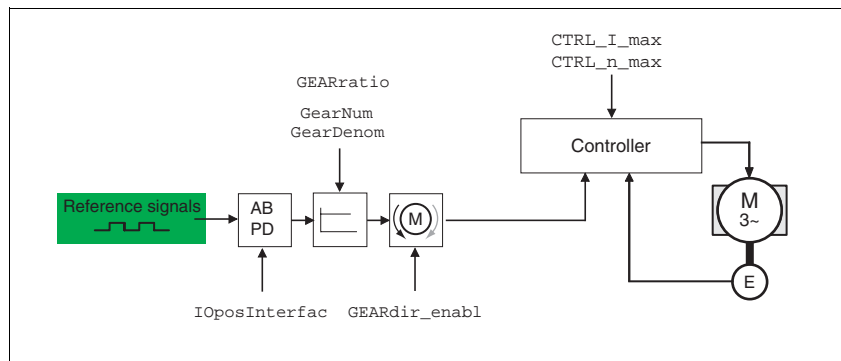 CTRL_I_max
CTRL_n_max
GEARratio
GearNum
GearDenom
Controller
Reference signals
AB
PD
M
M
3~
E
IOposInterfac
GEARdir_enabl